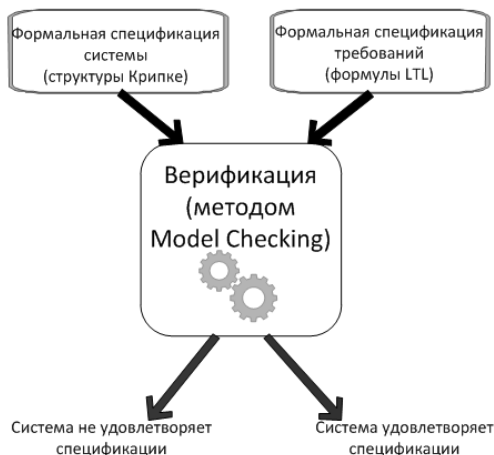 Формальная спецификация
системы
(структуры Крипке)
Формальная спецификация
требований
(формулы LTL)
Верификация
(методом
Model Checking)
Система не удовлетворяет
спецификации
Система удовлетворяет
спецификации